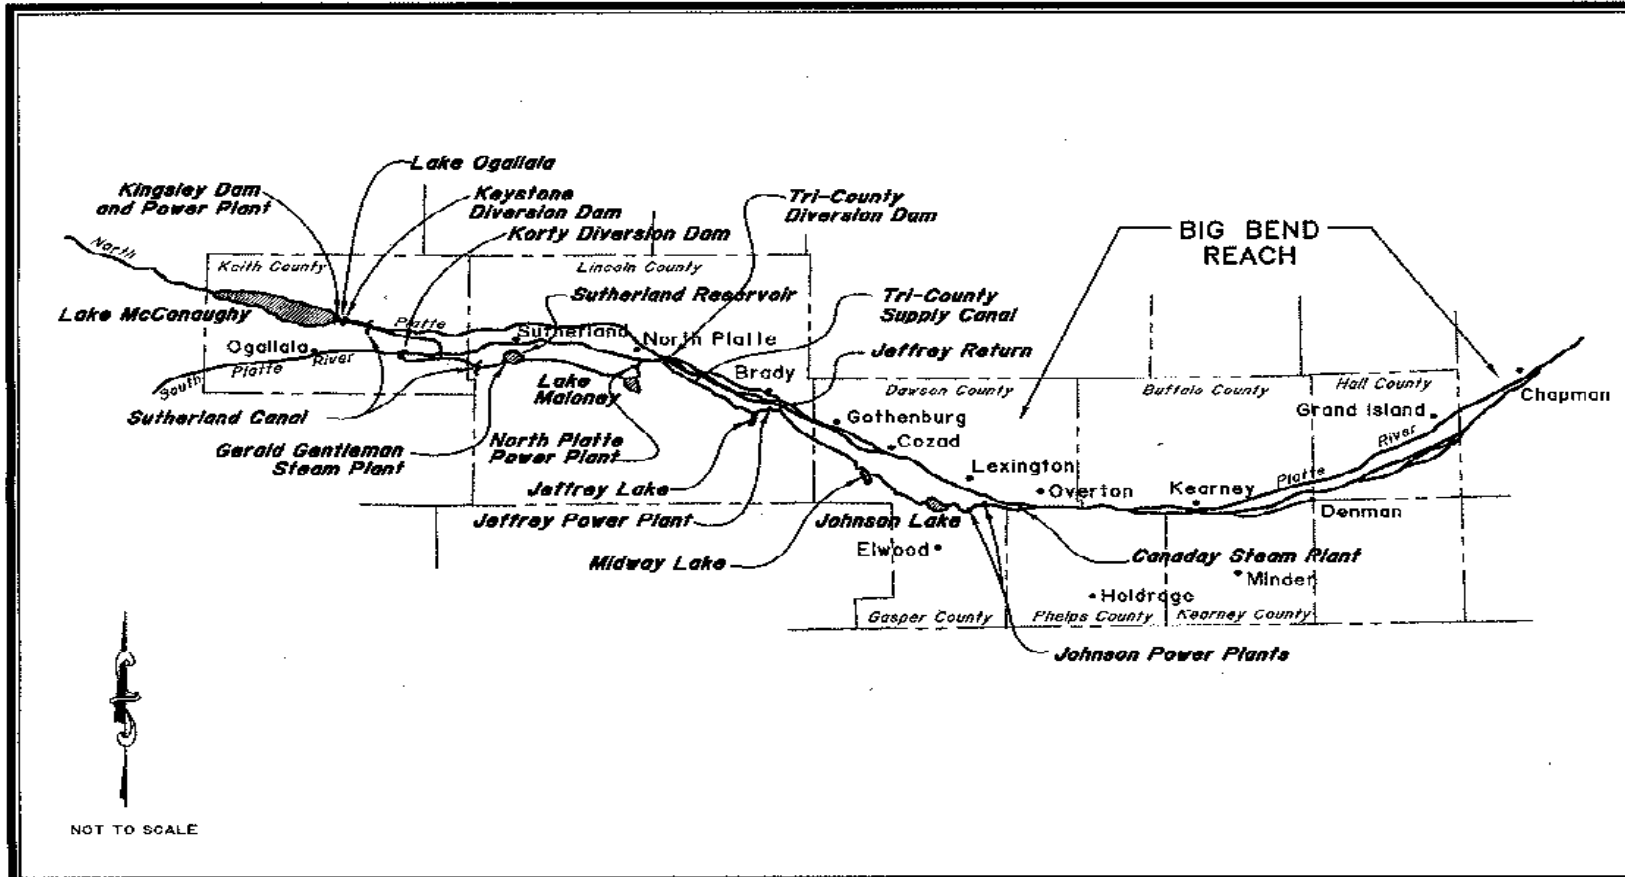 Lake Ogallala
Kingsley Dam
and Power Plant
Keystone
Diversion Dam
Korty Diversion Dam
Tri-County
Diversion Dam
BIG BEND
REACH
North
Keith County
Lincoln County
Sutherland Reservoir
Tri-County
Supply Canal
Lake McConaughy
Platte
Sutherland
North Platte
Ogallala
River
Jeffrey Return
South
Platte
Lake
Maloney
Brady
Dawson County
Buffalo County
Hall County
Chapman
Sutherland Canal
Gothenburg
Grand Island
River
Gerald Gentleman
Steam Plant
North Platte
Power Plant
Cozad
Lexington
Platte
Jeffrey Lake
Overton
Kearney
Denman
Jeffrey Power Plant
Johnson Lake
Elwood
Canaday Steam Plant
Midway Lake
Minder
Holdrege
Gasper County
Phelps County
Kearney County
Johnson Power Plants
NOT TO SCALE